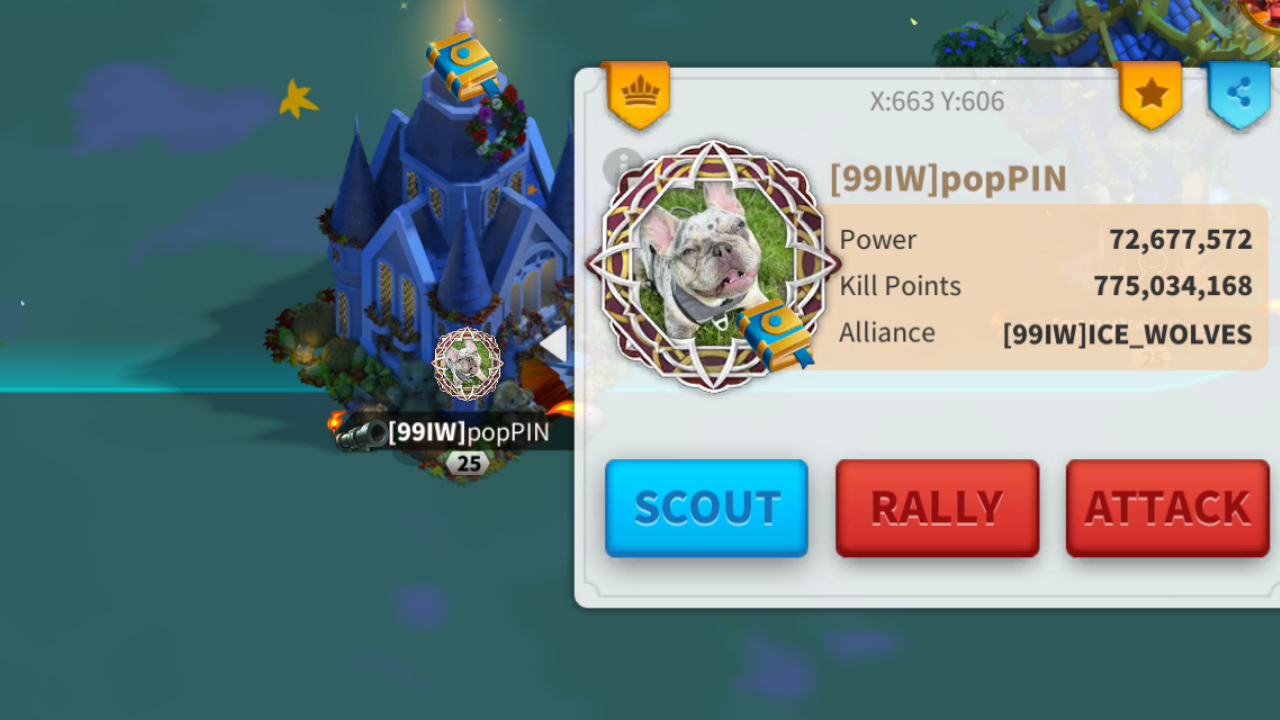 X:663 Y:606
[99IW]popPIN
Power 72,677,572
Kill Points 775,034,168
Alliance [99IW]ICE_WOLVES
[99IW]popPIN
25
SCOUT RALLY ATTACK